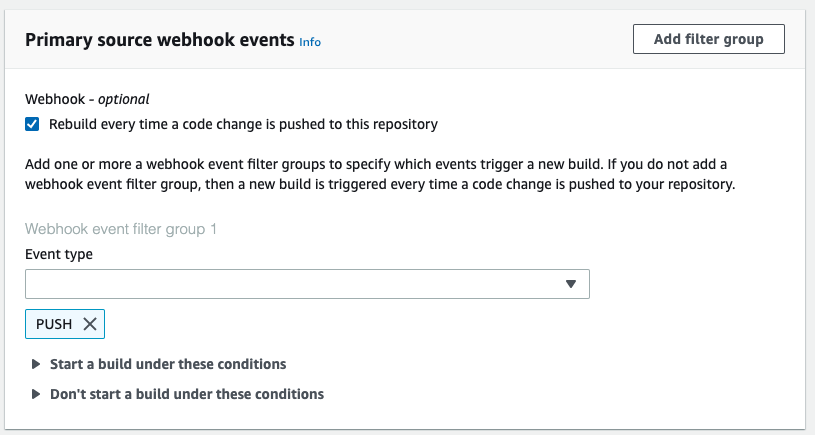 Primary source webhook events Info
Add filter group
Webhook - optional
Rebuild every time a code change is pushed to this repository
Add one or more a webhook event filter groups to specify which events trigger a new build. If you do not add a
webhook event filter group, then a new build is triggered every time a code change is pushed to your repository.
Webhook event filter group 1
Event type
PUSH
Start a build under these conditions
Don't start a build under these conditions